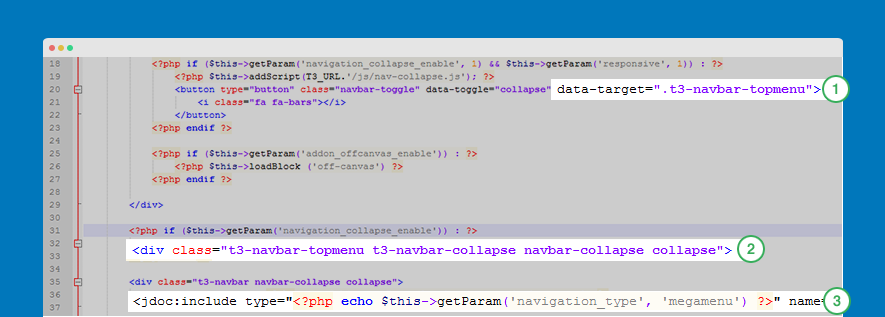 18 <?php if ($this->getParam('navigation_collapse_enable', 1) && $this->getParam('responsive', 1)) : ?>
19 <?php $this->addScript(T3_URL.'/js/nav-collapse.js'); ?>
20 <button type="button" class="navbar-toggle" data-toggle="collapse" data-target=".t3-navbar-topmenu"> 1
21 <i class="fa fa-bars"></i>
22 </button>
23 <?php endif ?>
24
25 <?php if ($this->getParam('addon_offcanvas_enable')) : ?>
26 <?php $this->loadBlock ('off-canvas') ?>
27 <?php endif ?>
28
29 </div>
30
31 <?php if ($this->getParam('navigation_collapse_enable')) : ?>
32 <div class="t3-navbar-topmenu t3-navbar-collapse navbar-collapse collapse"> 2
33
34
35 <div class="t3-navbar navbar-collapse collapse">
36 <jdoc:include type="<?php echo $this->getParam('navigation_type', 'megamenu') ?>" name= 3
37